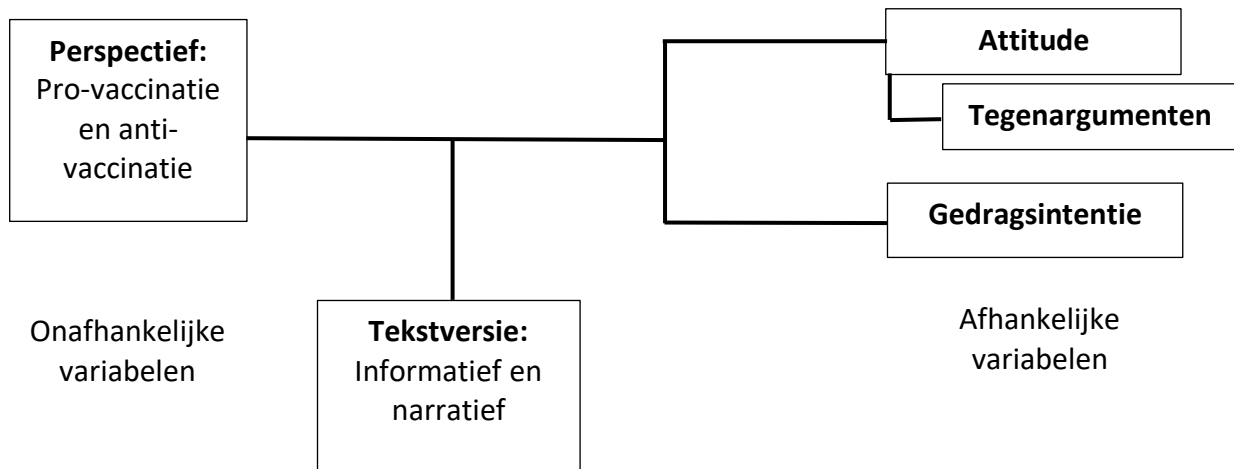 Perspectief:
Pro-vaccinatie
en anti-
vaccinatie
Attitude
Tegenargumenten
Gedragsintentie
Onafhankelijke
variabelen
Tekstversie:
Informatief en
narratief
Afhankelijke
variabelen